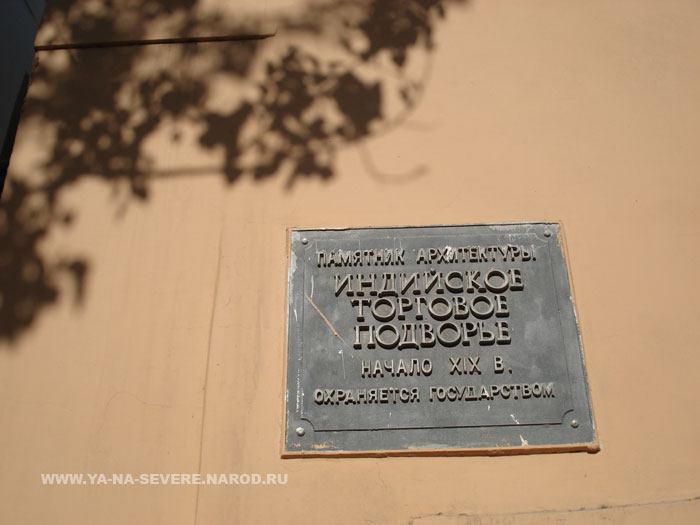 ПАМЯТНИК АРХИТЕКТУРЫ
ИНДИЙСКОЕ
ТОРГОВОЕ
ПОДВОРЬЕ
НАЧАЛО XIX В.
ОХРАНЯЕТСЯ ГОСУДАРСТВОМ
WWW.YA-NA-SEVERE.NAROD.RU